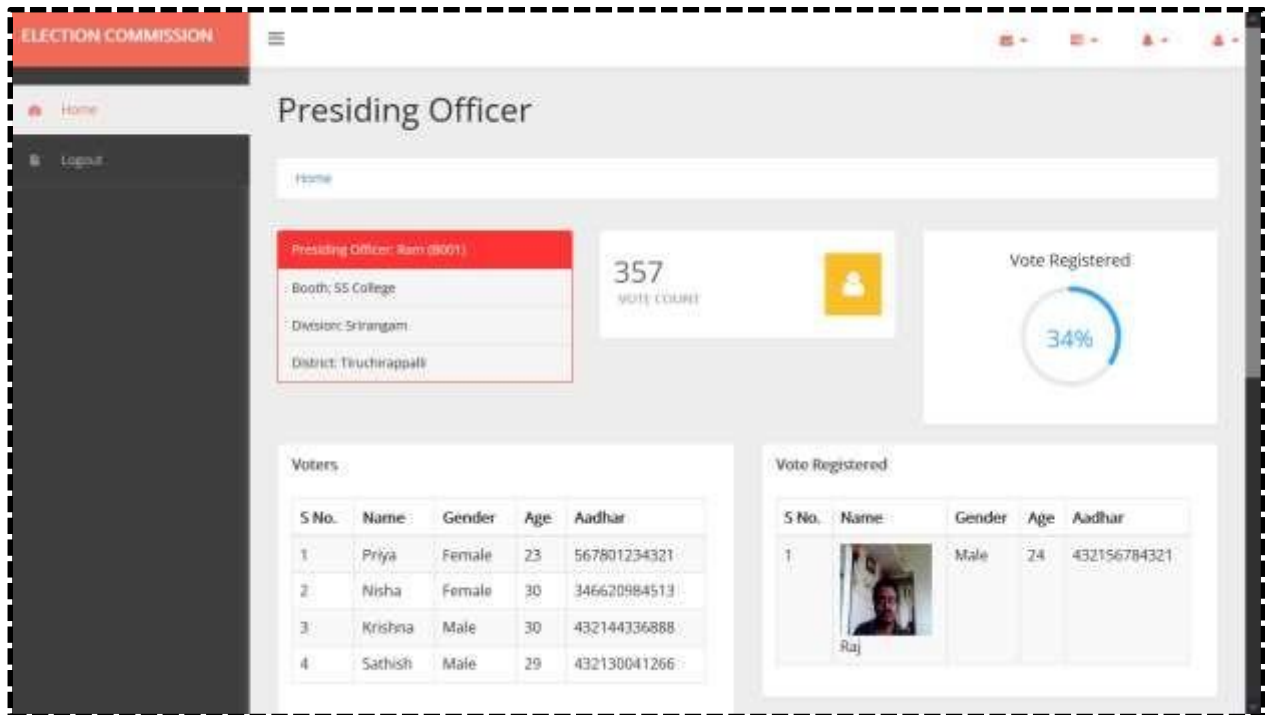 ELECTION COMMISSION
Home
Logout
Presiding Officer
Home
Presiding Officer: Ram (B001)
Booth: SS College
Division: Srirangam
District: Tiruchirappalli
357
VOTE COUNT
Vote Registered
34%
Voters
S No. Name Gender Age Aadhar
1 Priya Female 23 567801234321
2 Nisha Female 30 346620984513
3 Krishna Male 30 432144336888
4 Sathish Male 29 432130041266
Vote Registered
S No. Name Gender Age Aadhar
1 Raj Male 24 432156784321